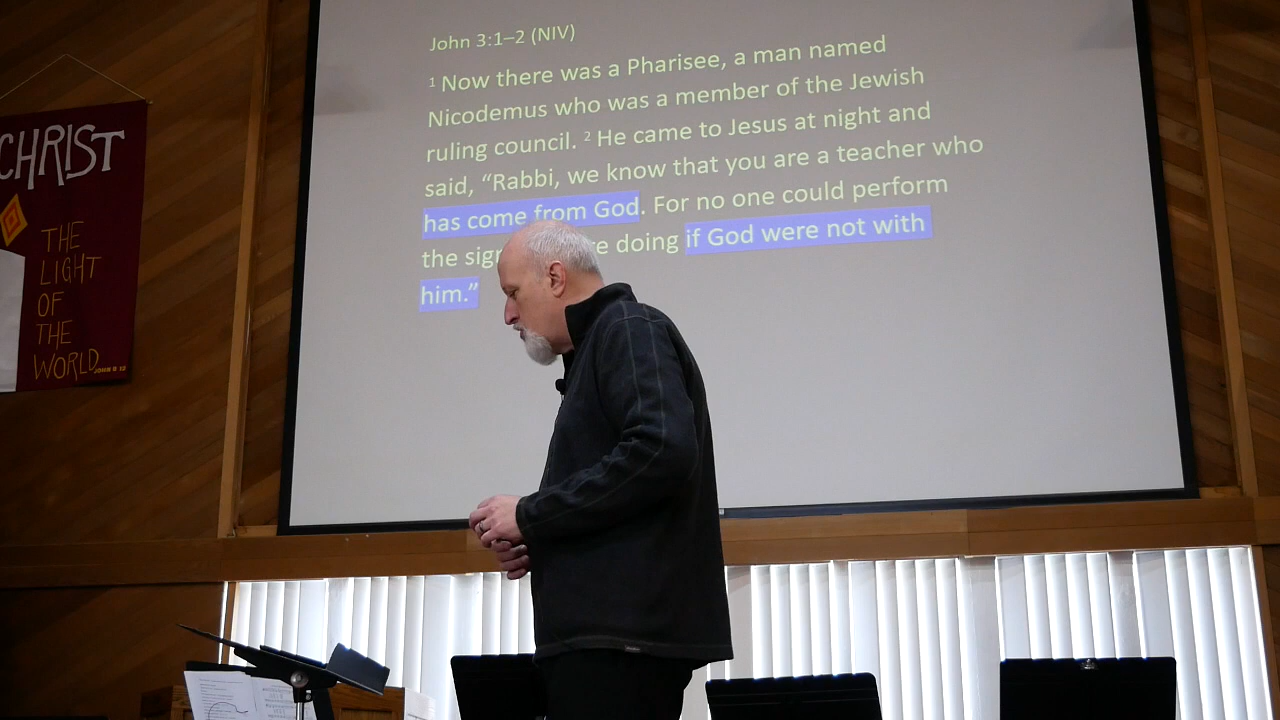 John 3:1–2 (NIV)
1 Now there was a Pharisee, a man named
Nicodemus who was a member of the Jewish
ruling council. 2 He came to Jesus at night and
said, “Rabbi, we know that you are a teacher who
has come from God. For no one could perform
the doing if God were not with
him.”
CHRIST
THE
LIGHT
OF
THE
WORLD
JOHN 8 12